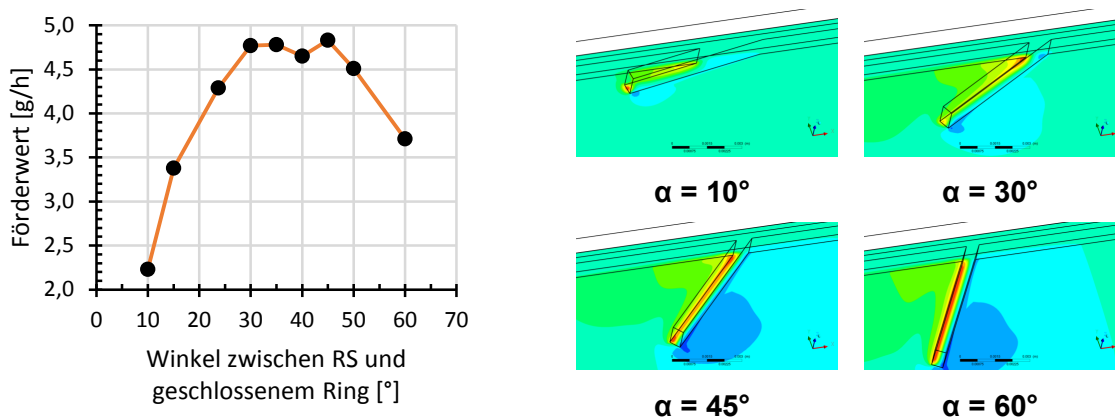 5,0
4,5
4,0
3,5
3,0
2,5
2,0
Förderwert [g/h]
0 10 20 30 40 50 60 70
Winkel zwischen RS und
geschlossenem Ring [°]
α = 10°
α = 30°
α = 45°
α = 60°